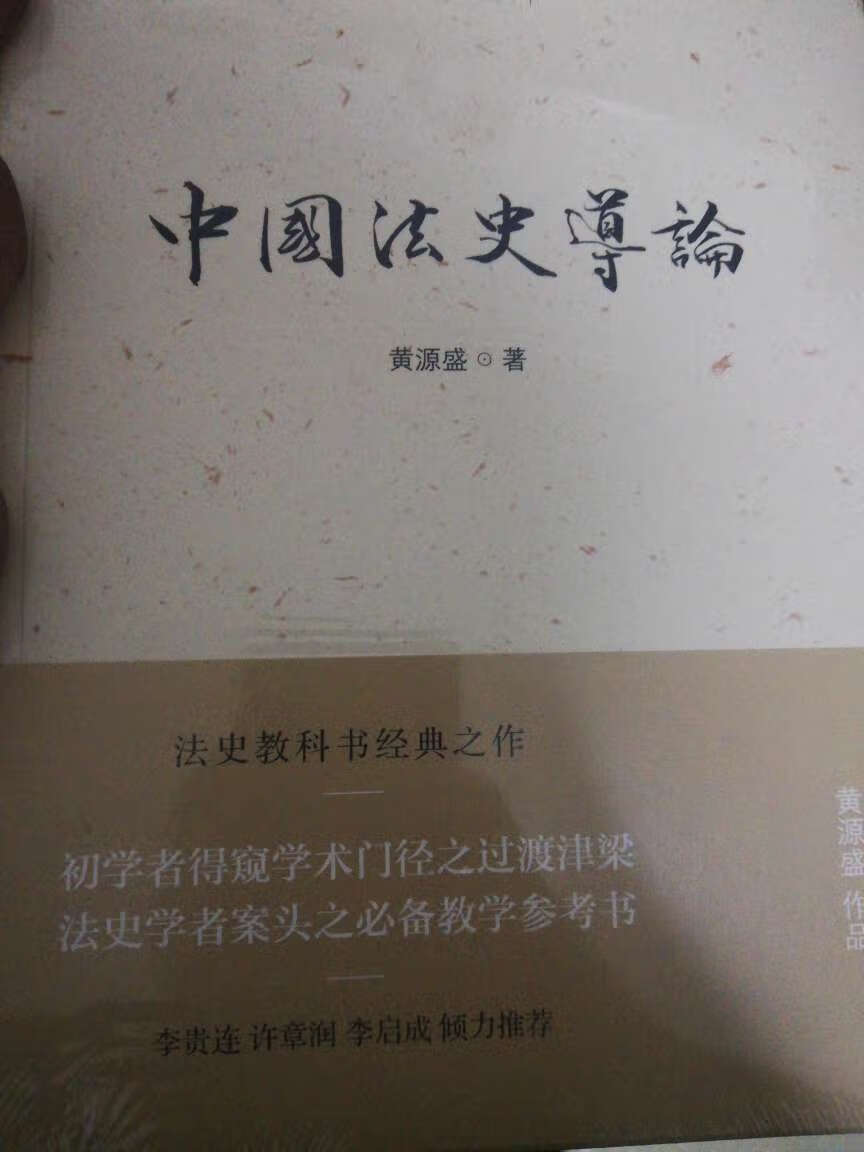 中國法史導論
黄源盛⊙著
法史教科书经典之作
初学者得窥学术门径之过渡津梁
法史学者案头之必备教学参考书
李贵连 许章润 李启成 倾力推荐
黄源盛 作品